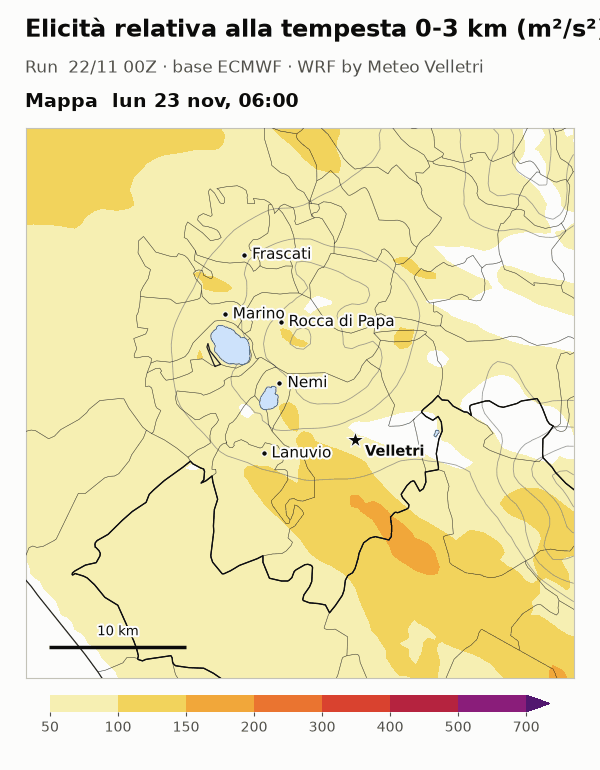 Elicità relativa alla tempesta 0-3 km (m²/s²)
Run  22/11 00Z · base ECMWF · WRF by Meteo Velletri
Mappa  lun 23 nov, 06:00
Frascati
Marino
Rocca di Papa
Nemi
Velletri
Lanuvio
10 km
50 100 150 200 300 400 500 700